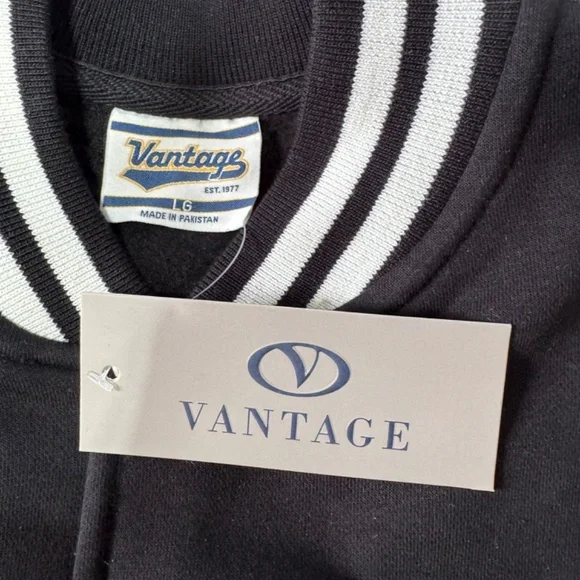 Vantage
EST. 1977
LG
MADE IN PAKISTAN
V
VANTAGE